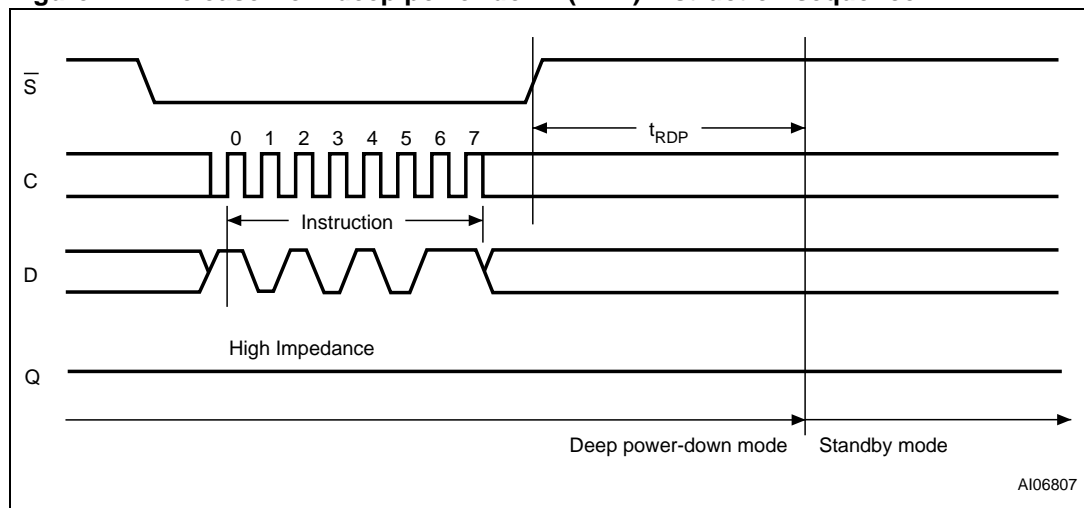 S
0 1 2 3 4 5 6 7
tRDP
C
Instruction
D
High Impedance
Q
Deep power-down mode Standby mode
AI06807